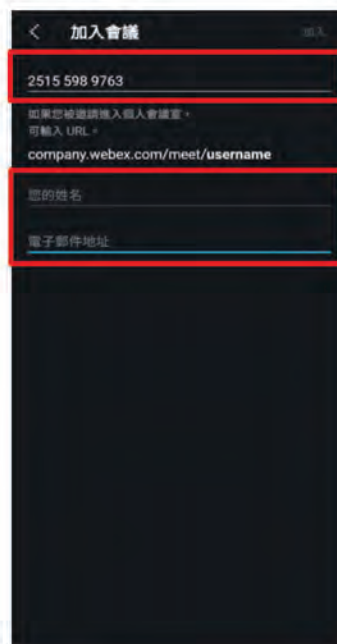 加入會議 加入
2515 598 9763
如果您被邀請進入個人會議室，
可輸入 URL。
company.webex.com/meet/username
您的姓名
電子郵件地址